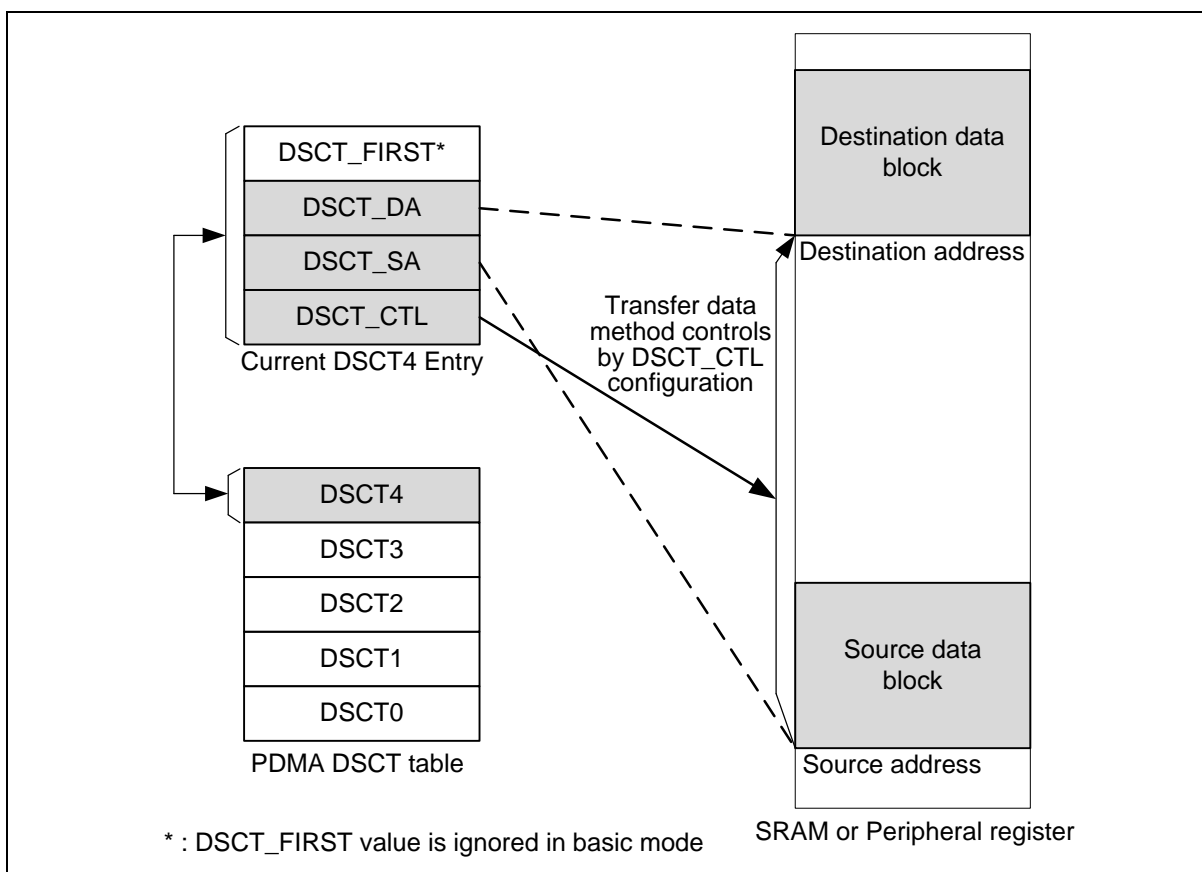 DSCT_FIRST*
DSCT_DA
DSCT_SA
DSCT_CTL
Current DSCT4 Entry
DSCT4
DSCT3
DSCT2
DSCT1
DSCT0
PDMA DSCT table
* : DSCT_FIRST value is ignored in basic mode
Transfer data
method controls
by DSCT_CTL
configuration
Destination data
block
Destination address
Source data
block
Source address
SRAM or Peripheral register